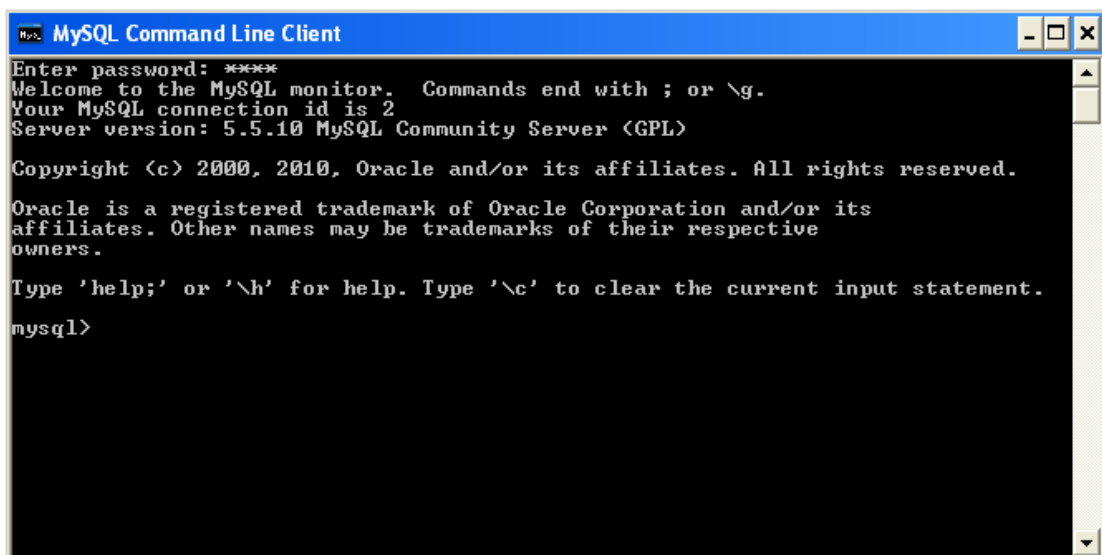 MySQL Command Line Client
Enter password: ****
Welcome to the MySQL monitor.  Commands end with ; or \g.
Your MySQL connection id is 2
Server version: 5.5.10 MySQL Community Server (GPL)
Copyright (c) 2000, 2010, Oracle and/or its affiliates. All rights reserved.
Oracle is a registered trademark of Oracle Corporation and/or its
affiliates. Other names may be trademarks of their respective
owners.
Type 'help;' or '\h' for help. Type '\c' to clear the current input statement.
mysql>